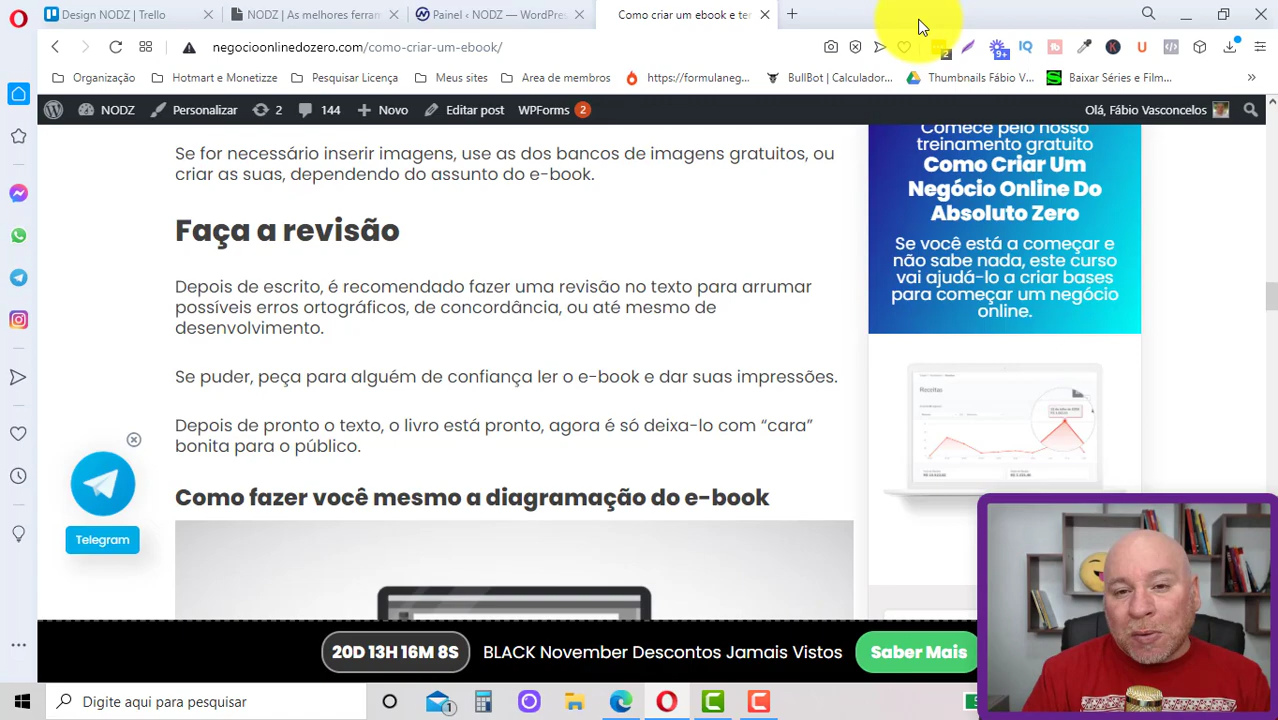 Design NODZ | Trello
NODZ | As melhores ferram
Painel ‹ NODZ — WordPres
Como criar um ebook e ter
negocioonlinedozero.com/como-criar-um-ebook/
2
9+
IQ
K
Organização
Hotmart e Monetizze
Pesquisar Licença
Meus sites
Area de membros
https://formulaneg...
BullBot | Calculador...
Thumbnails Fábio V...
Baixar Séries e Film...
NODZ
Personalizar
2
144
Novo
Editar post
WPForms 2
Olá, Fábio Vasconcelos
Se for necessário inserir imagens, use as dos bancos de imagens gratuitos, ou
criar as suas, dependendo do assunto do e-book.
Faça a revisão
Depois de escrito, é recomendado fazer uma revisão no texto para arrumar
possíveis erros ortográficos, de concordância, ou até mesmo de
desenvolvimento.
Se puder, peça para alguém de confiança ler o e-book e dar suas impressões.
Depois de pronto o texto, o livro está pronto, agora é só deixa-lo com “cara”
bonita para o público.
Como fazer você mesmo a diagramação do e-book
Telegram
Comece pelo nosso
treinamento gratuito
Como Criar Um
Negócio Online Do
Absoluto Zero
Se você está a começar e
não sabe nada, este curso
vai ajudá-lo a criar bases
para começar um negócio
online.
Receitas
20D 13H 16M 8S
BLACK November Descontos Jamais Vistos
Saber Mais
Digite aqui para pesquisar
1